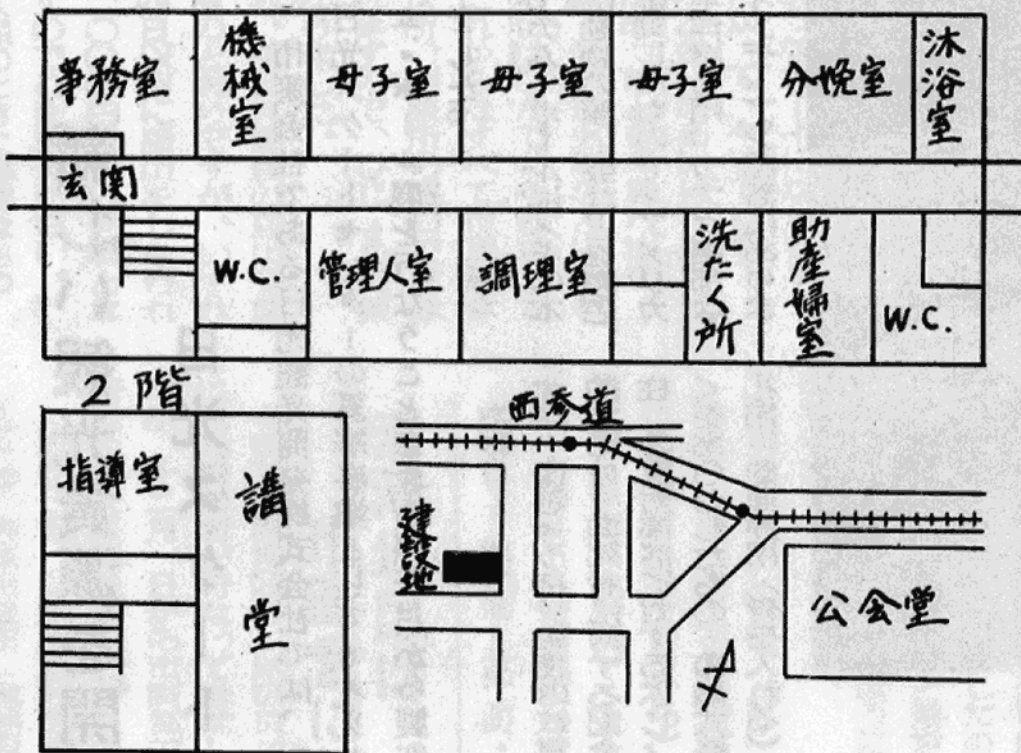 事務室
機械室
母子室
母子室
母子室
分娩室
沐浴室
玄関
W.C.
管理人室
調理室
洗たく所
助産婦室
W.C.
2階
指導室
講堂
西参道
建設地
公会堂